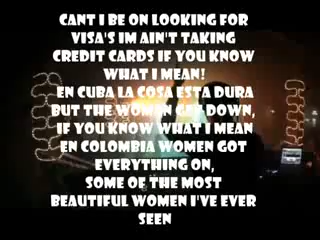 CANT I BE ON LOOKING FOR
VISA'S IM AIN'T TAKING
CREDIT CARDS IF YOU KNOW
WHAT I MEAN!
EN CUBA LA COSA ESTA DURA
BUT THE WOMEN GET DOWN,
IF YOU KNOW WHAT I MEAN
EN COLOMBIA WOMEN GOT
EVERYTHING ON,
SOME OF THE MOST
BEAUTIFUL WOMEN I'VE EVER
SEEN